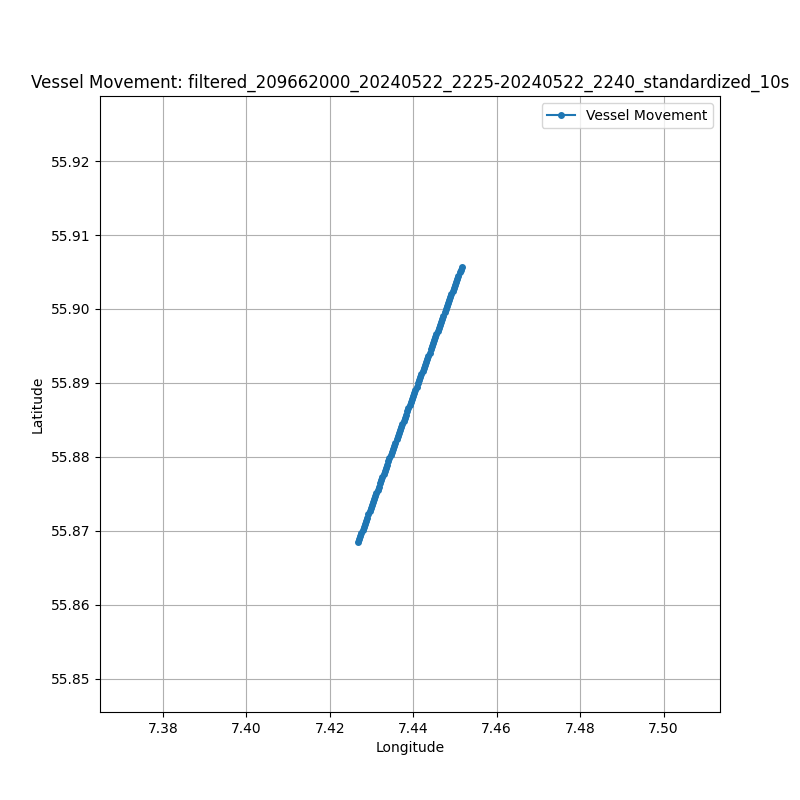 Vessel Movement: filtered_209662000_20240522_2225-20240522_2240_standardized_10s
Vessel Movement
55.92
55.91
55.90
55.89
55.88
55.87
55.86
55.85
Latitude
7.38 7.40 7.42 7.44 7.46 7.48 7.50
Longitude